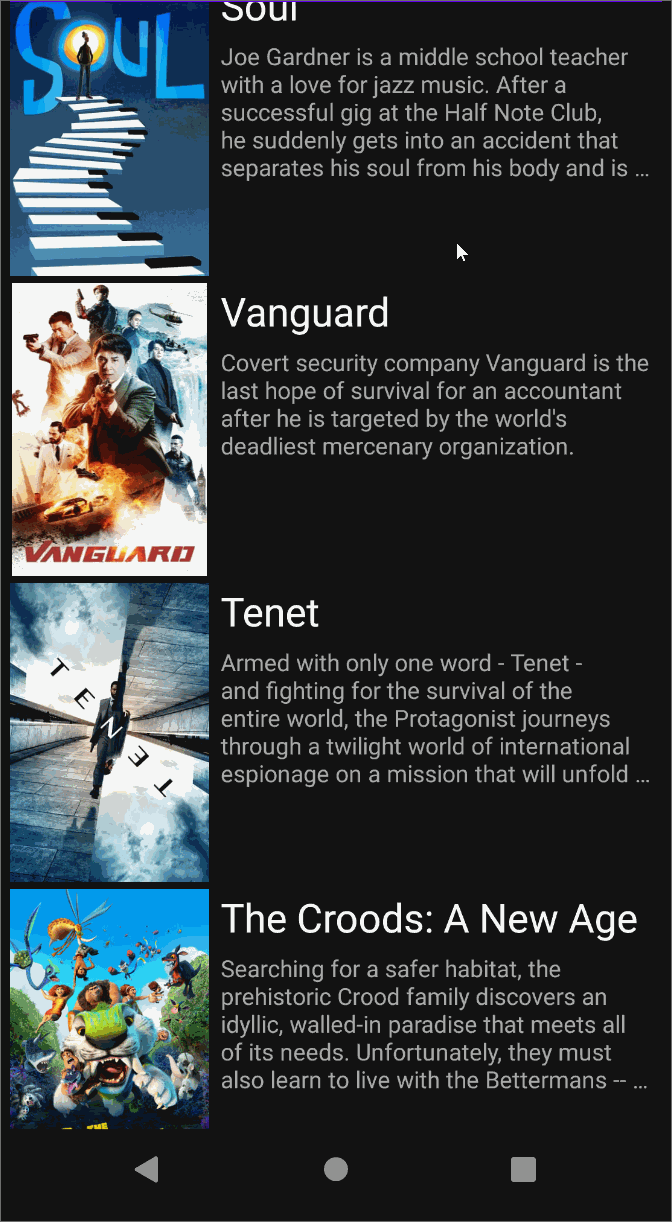 SOUL
Soul
Joe Gardner is a middle school teacher
with a love for jazz music. After a
successful gig at the Half Note Club,
he suddenly gets into an accident that
separates his soul from his body and is …
VANGUARD
Vanguard
Covert security company Vanguard is the
last hope of survival for an accountant
after he is targeted by the world's
deadliest mercenary organization.
TENET
Tenet
Armed with only one word - Tenet -
and fighting for the survival of the
entire world, the Protagonist journeys
through a twilight world of international
espionage on a mission that will unfold …
THE
The Croods: A New Age
Searching for a safer habitat, the
prehistoric Crood family discovers an
idyllic, walled-in paradise that meets all
of its needs. Unfortunately, they must
also learn to live with the Bettermans -- …